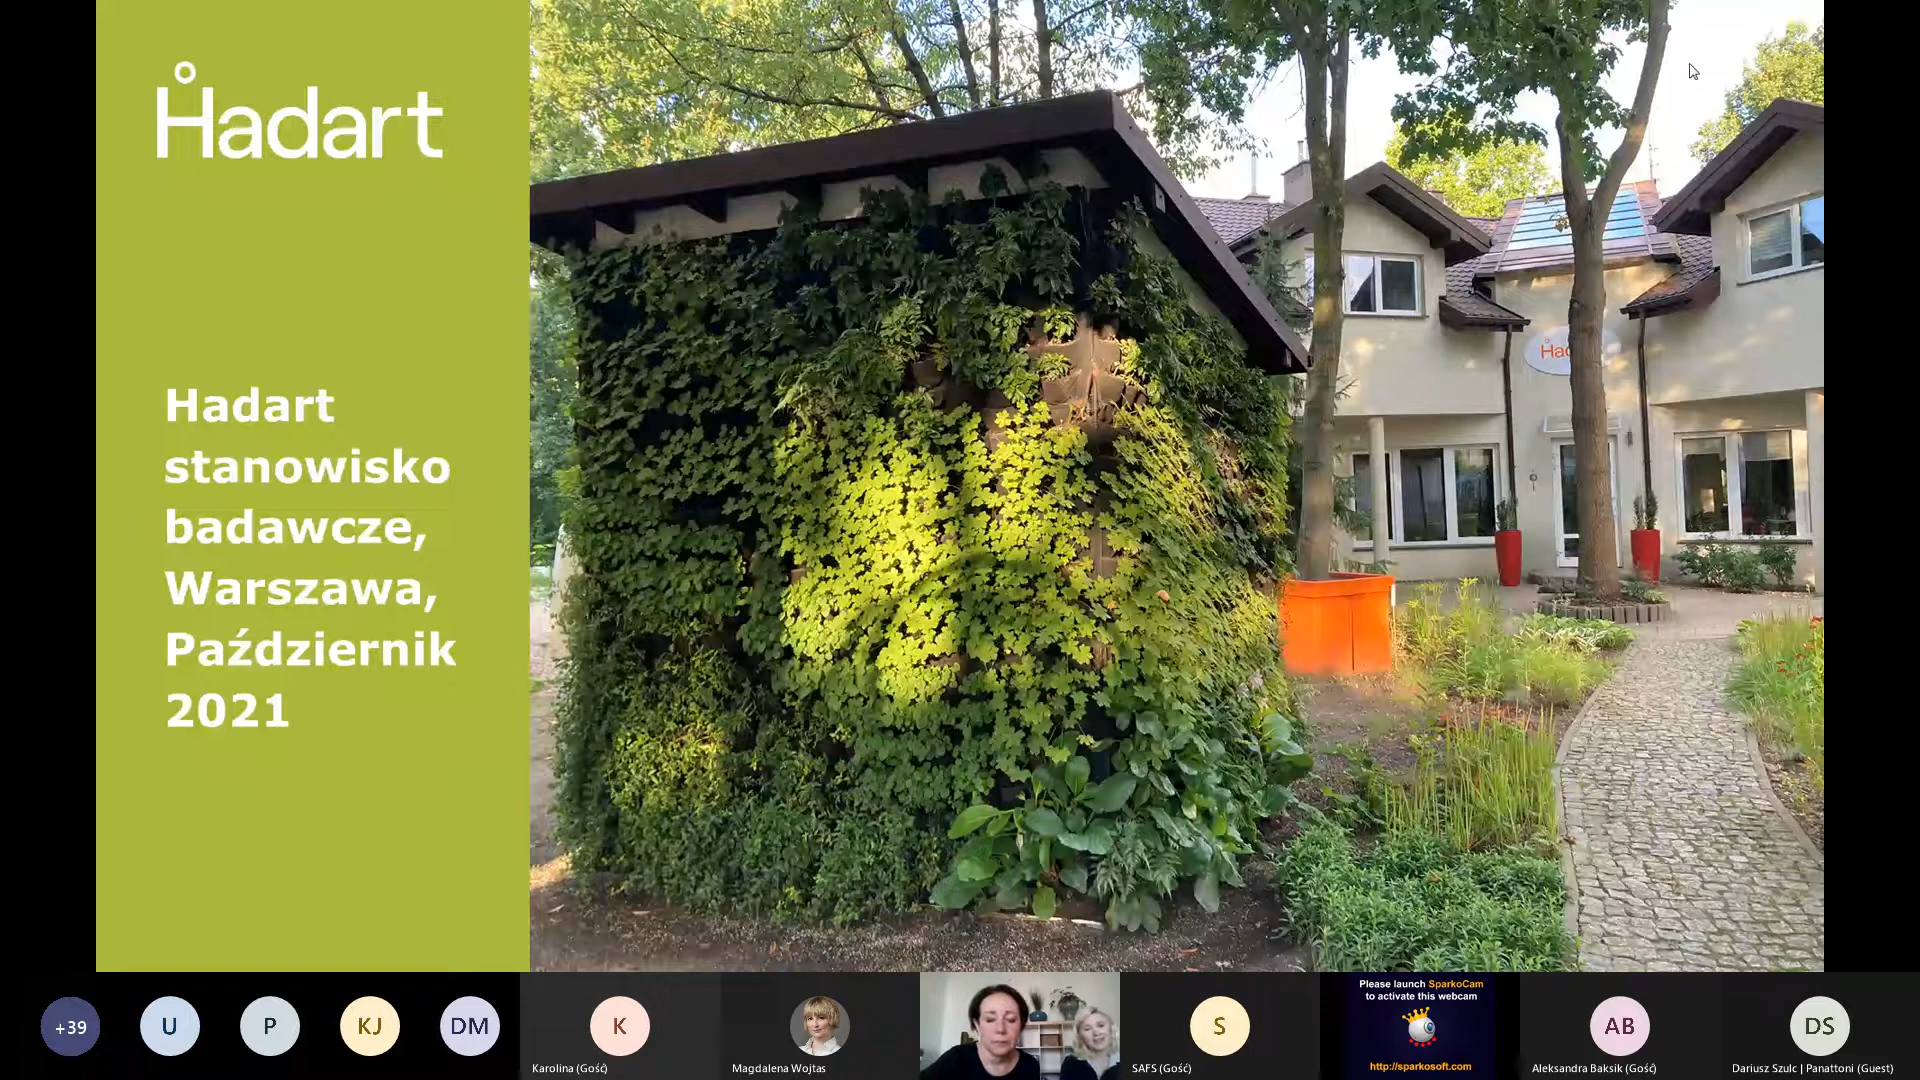 Hadart
Hadart
stanowisko
badawcze,
Warszawa,
Październik
2021
+39
U
P
KJ
DM
K
Karolina (Gość)
Magdalena Wojtas
S
SAFS (Gość)
Please launch SparkoCam
to activate this webcam
http://sparkosoft.com
AB
Aleksandra Baksik (Gość)
DS
Dariusz Szulc | Panattoni (Guest)